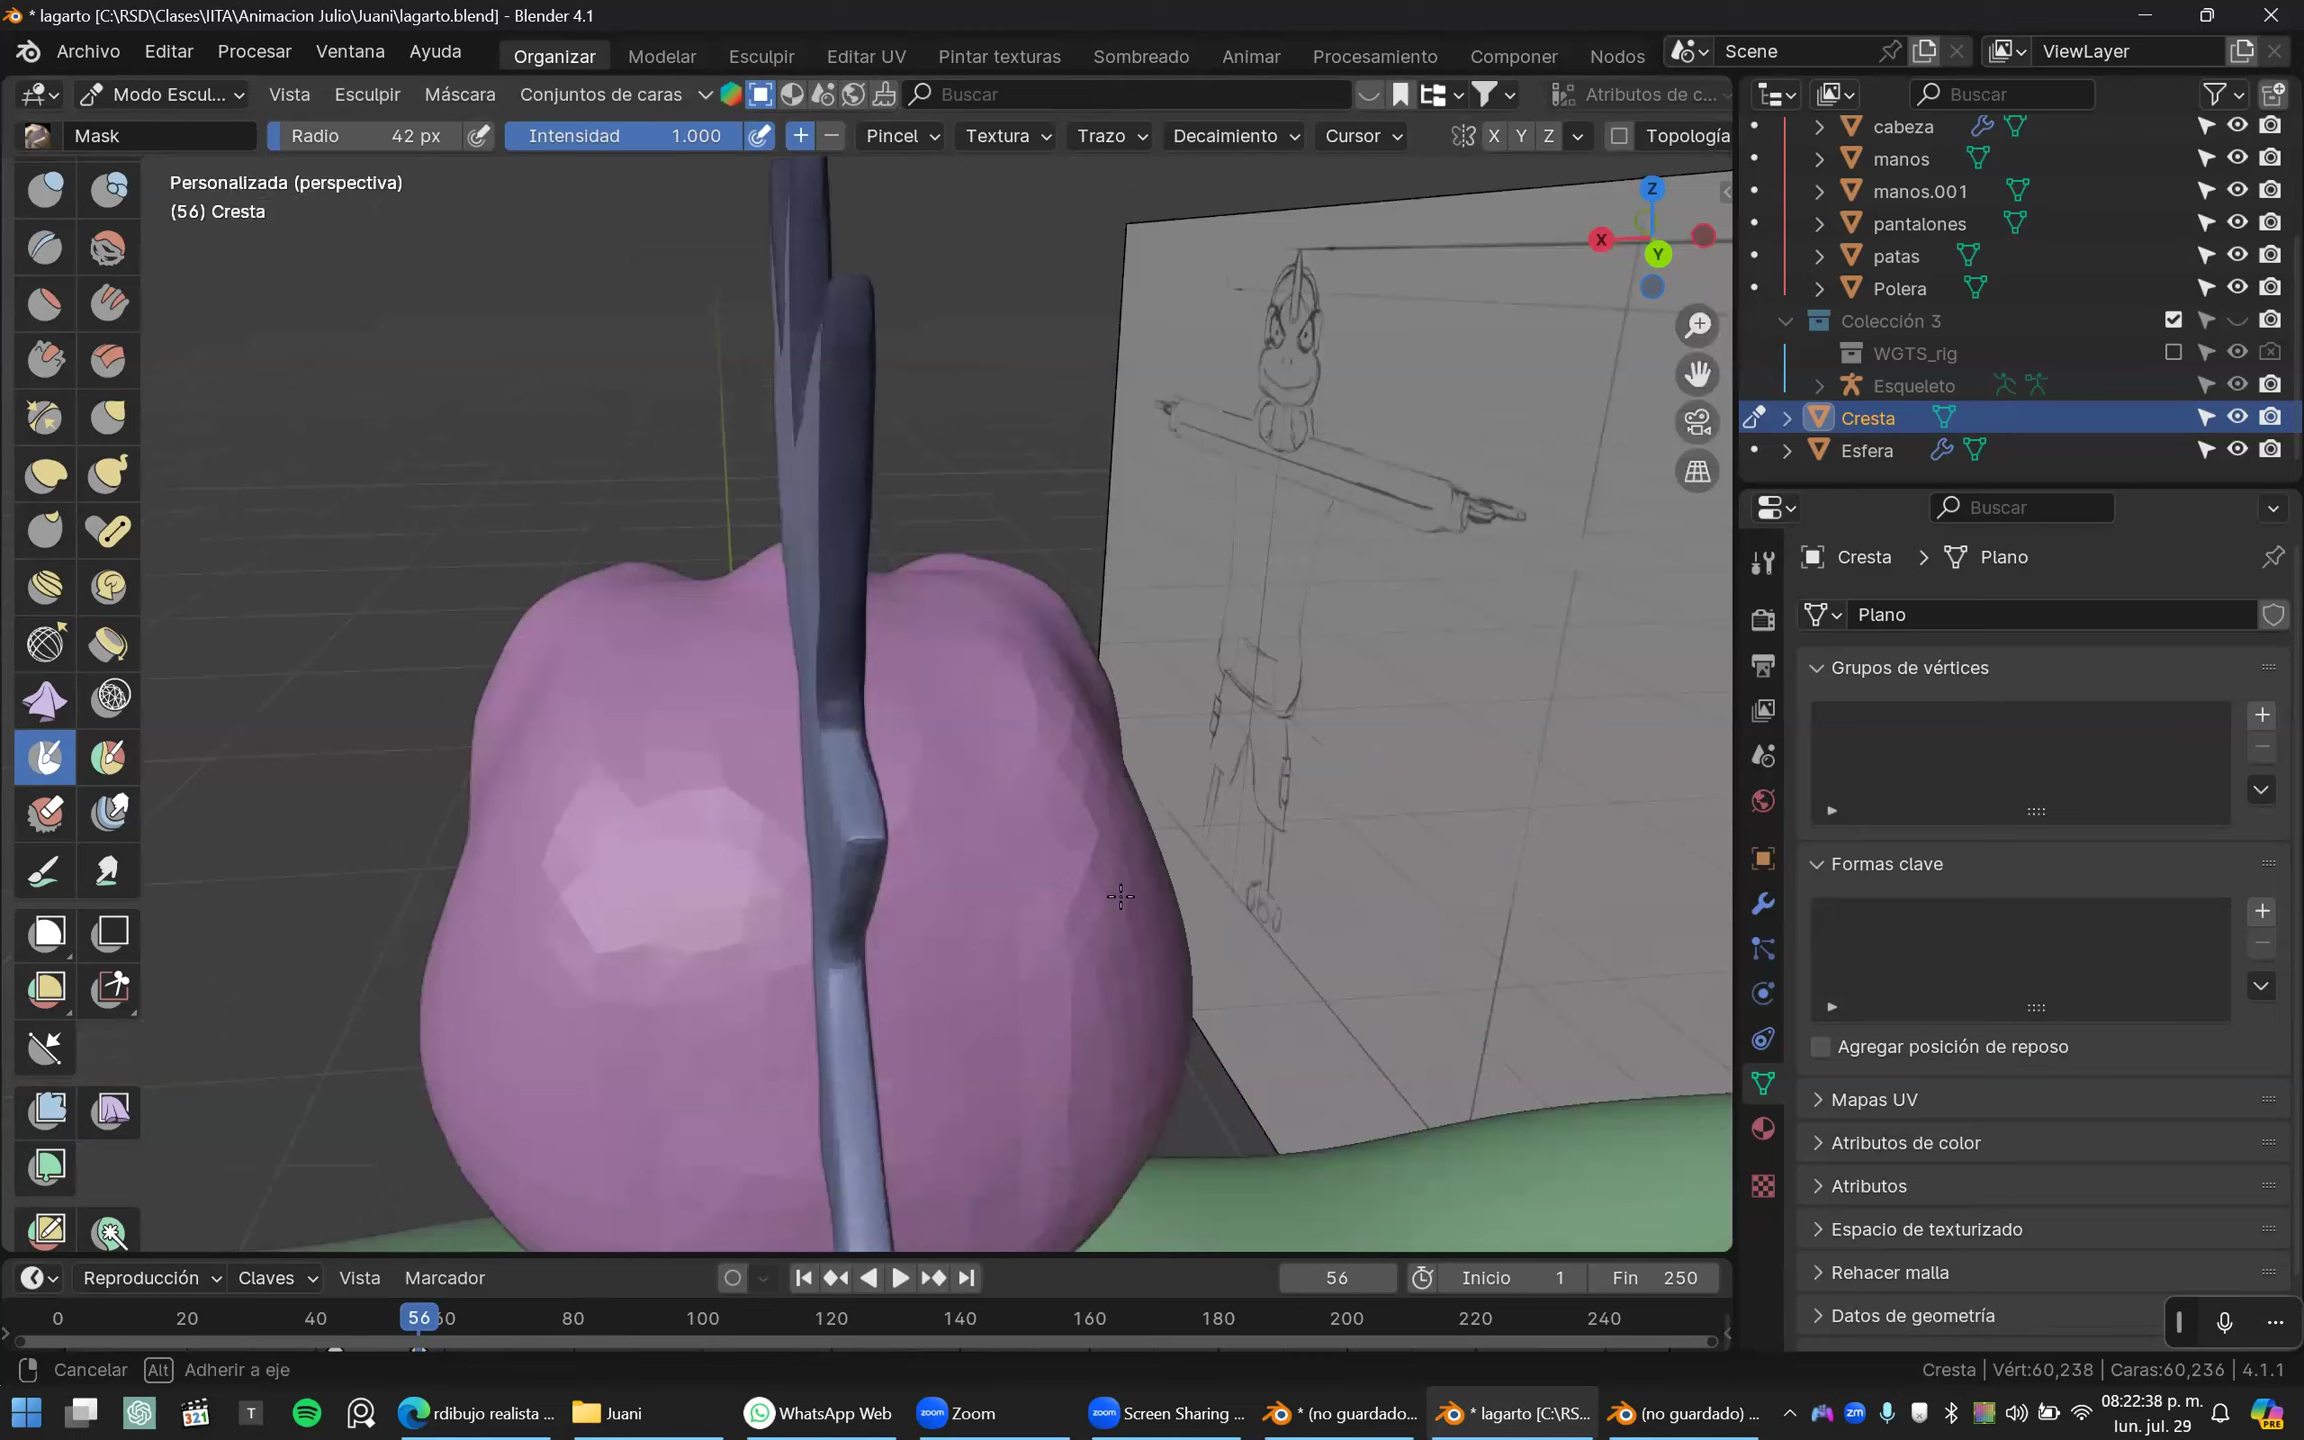 * lagarto [C:\RSD\Clases\IITA\Animacion Julio\Juani\lagarto.blend] - Blender 4.1
Archivo Editar Procesar Ventana Ayuda Organizar Modelar Esculpir Editar UV Pintar texturas Sombreado Animar Procesamiento Componer Nodos Scene ViewLayer
Modo Escul... Vista Esculpir Máscara Conjuntos de caras Buscar Atributos de c... Buscar
Mask Radio 42 px Intensidad 1.000 Pincel Textura Trazo Decaimiento Cursor X Y Z Topología
Personalizada (perspectiva)
(56) Cresta
Z
X
Y
cabeza
manos
manos.001
pantalones
patas
Polera
Colección 3
WGTS_rig
Esqueleto
Cresta
Esfera
Buscar
Cresta Plano
Plano
Grupos de vértices
Formas clave
Agregar posición de reposo
Mapas UV
Atributos de color
Atributos
Espacio de texturizado
Rehacer malla
Datos de geometría
Reproducción Claves Vista Marcador 56 Inicio 1 Fin 250
0 20 40 56 60 80 100 120 140 160 180 200 220 240
Cancelar Alt Adherir a eje Cresta | Vért:60,238 | Caras:60,236 | 4.1.1
rdibujo realista ... Juani WhatsApp Web Zoom Screen Sharing ... * (no guardado... * lagarto [C:\RS... (no guardado) ...
08:22:38 p. m.
lun. jul. 29